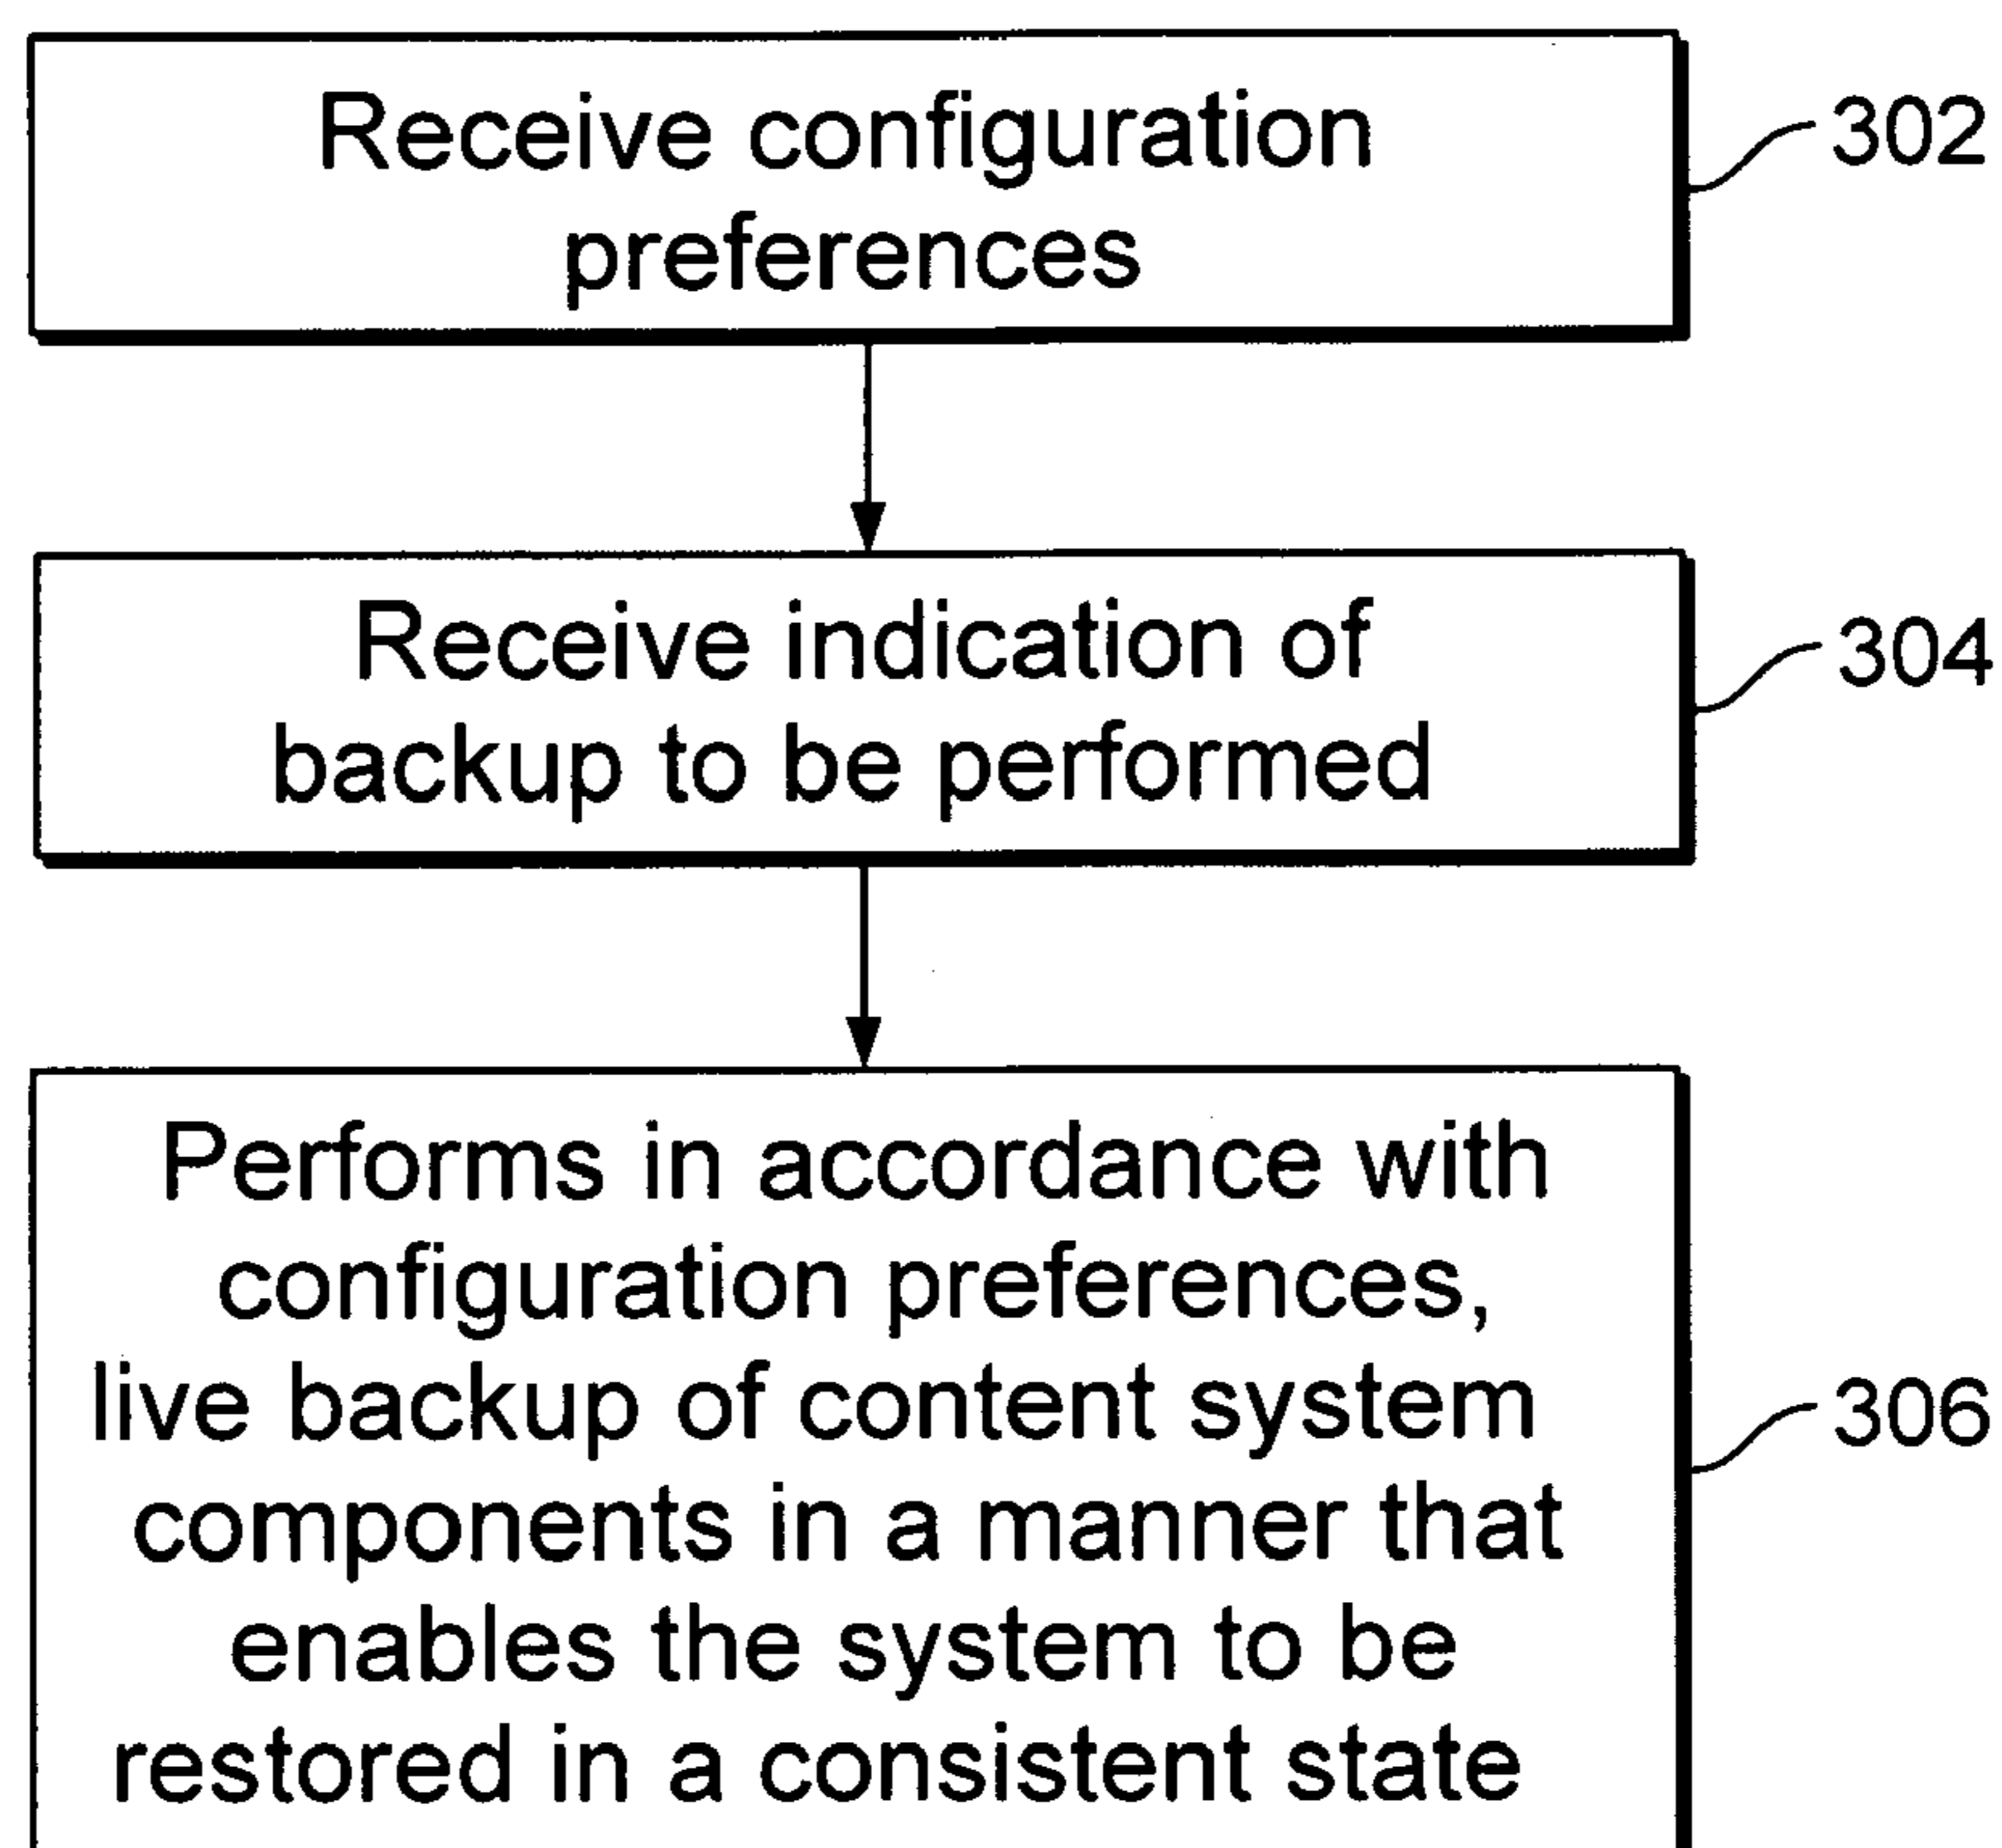 Receive configuration
preferences
302
Receive indication of
backup to be performed
304
Performs in accordance with
configuration preferences,
live backup of content system
components in a manner that
enables the system to be
restored in a consistent state
306